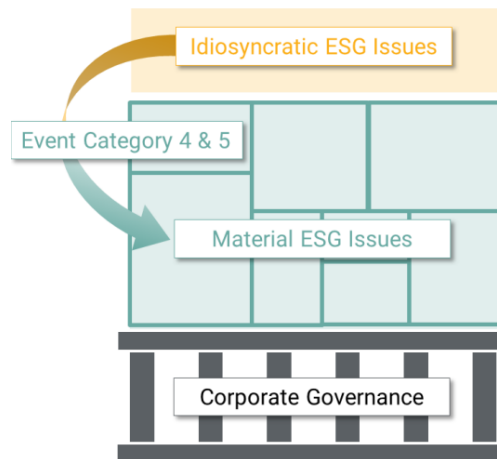 Idiosyncratic ESG Issues
Event Category 4 & 5
Material ESG Issues
Corporate Governance